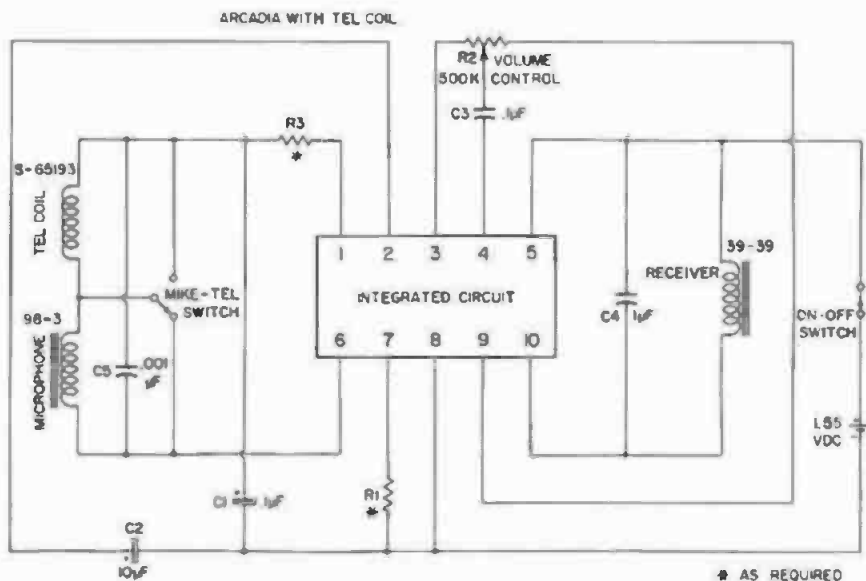 ARCADIA WITH TEL COIL
R2
VOLUME
500K
CONTROL
C3
.1µF
R3
*
S-65193
TEL COIL
1 2 3 4 5
39-39
RECEIVER
INTEGRATED CIRCUIT
MIKE-TEL
SWITCH
C4
1µF
ON-OFF
SWITCH
98-3
MICROPHONE
6 7 8 9 10
C5
.001
µF
1.55
VDC
C1
.1µF
R1
*
C2
10µF
* AS REQUIRED